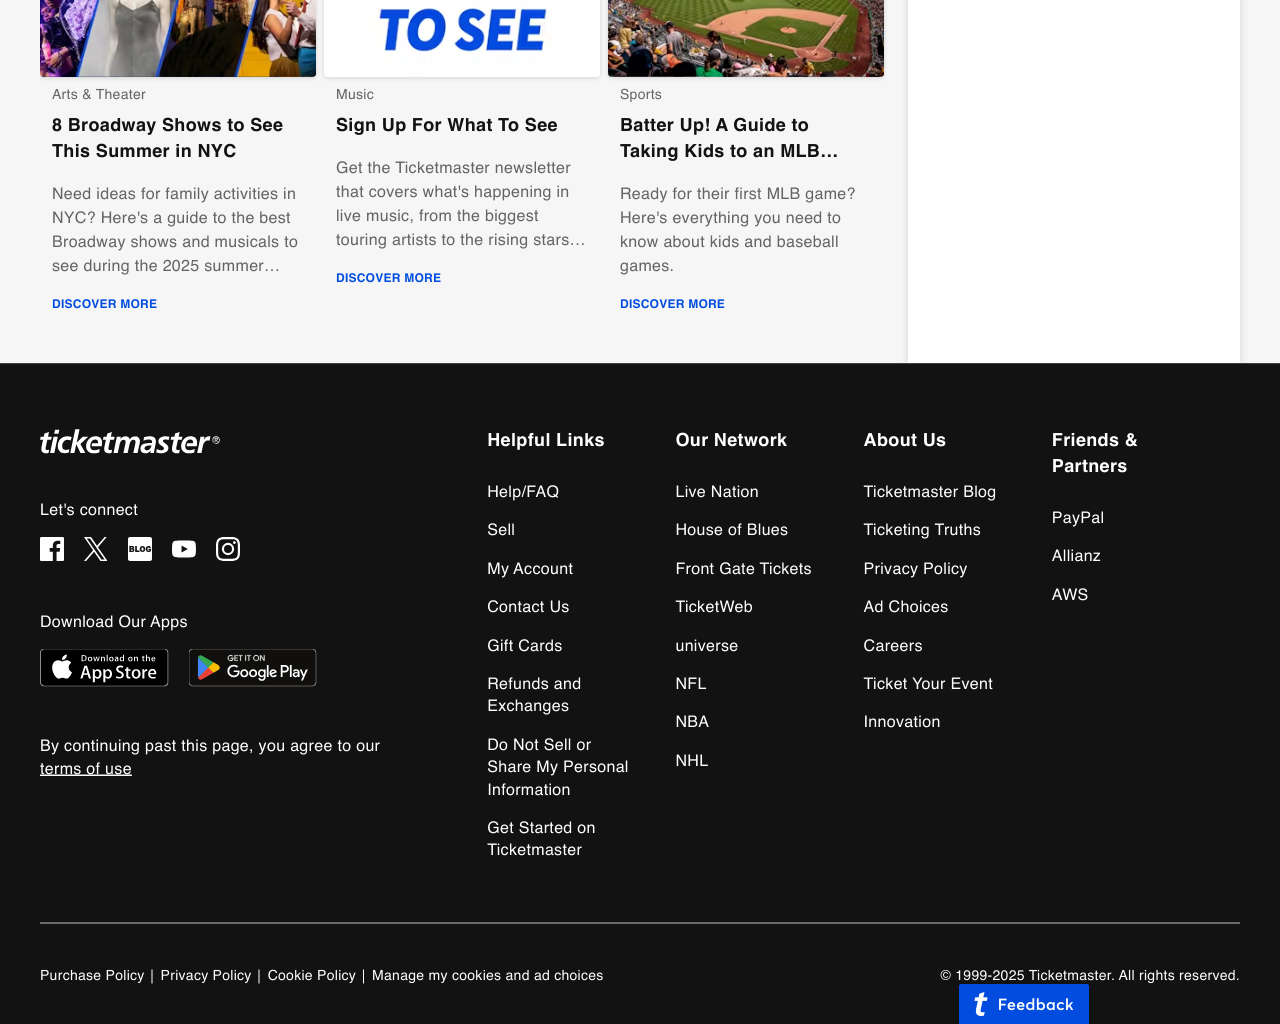 TO SEE
Arts & Theater
8 Broadway Shows to See
This Summer in NYC
Need ideas for family activities in
NYC? Here's a guide to the best
Broadway shows and musicals to
see during the 2025 summer…
DISCOVER MORE
Music
Sign Up For What To See
Get the Ticketmaster newsletter
that covers what's happening in
live music, from the biggest
touring artists to the rising stars…
DISCOVER MORE
Sports
Batter Up! A Guide to
Taking Kids to an MLB…
Ready for their first MLB game?
Here's everything you need to
know about kids and baseball
games.
DISCOVER MORE
ticketmaster®
Let's connect
BLOG
Download Our Apps
Download on the
App Store
GET IT ON
Google Play
By continuing past this page, you agree to our
terms of use
Helpful Links
Help/FAQ
Sell
My Account
Contact Us
Gift Cards
Refunds and
Exchanges
Do Not Sell or
Share My Personal
Information
Get Started on
Ticketmaster
Our Network
Live Nation
House of Blues
Front Gate Tickets
TicketWeb
universe
NFL
NBA
NHL
About Us
Ticketmaster Blog
Ticketing Truths
Privacy Policy
Ad Choices
Careers
Ticket Your Event
Innovation
Friends &
Partners
PayPal
Allianz
AWS
Purchase Policy | Privacy Policy | Cookie Policy | Manage my cookies and ad choices
© 1999-2025 Ticketmaster. All rights reserved.
t Feedback